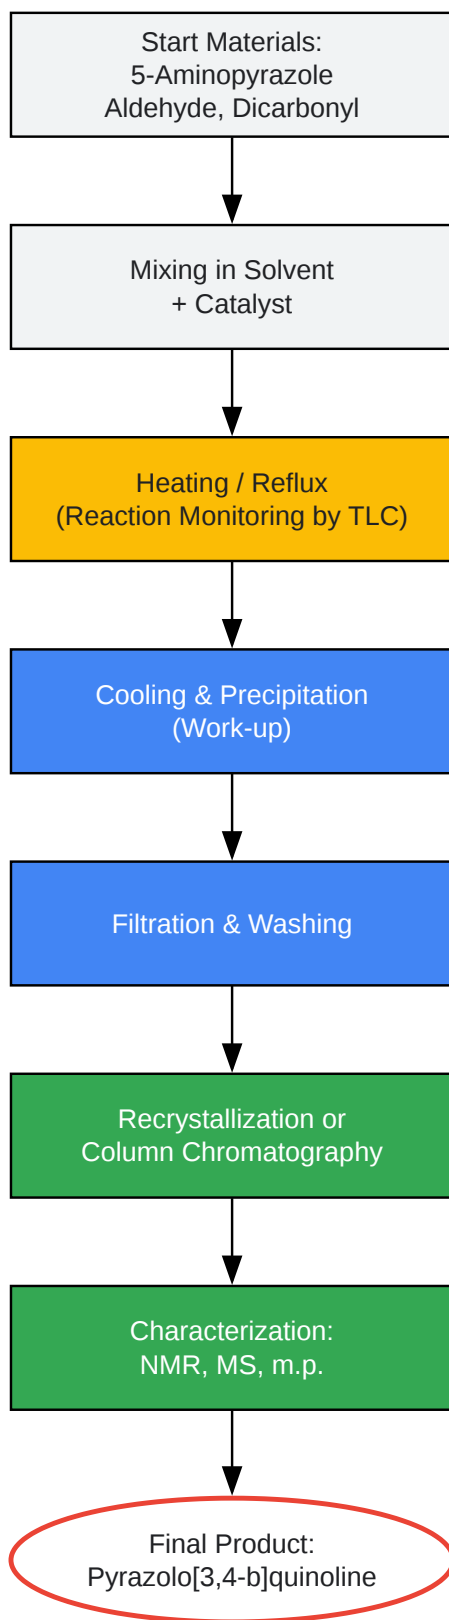 Start Materials:
5-Aminopyrazole
Aldehyde, Dicarbonyl
Mixing in Solvent
+ Catalyst
Heating / Reflux
(Reaction Monitoring by TLC)
Cooling & Precipitation
(Work-up)
Filtration & Washing
Recrystallization or
Column Chromatography
Characterization:
NMR, MS, m.p.
Final Product:
Pyrazolo[3,4-b]quinoline